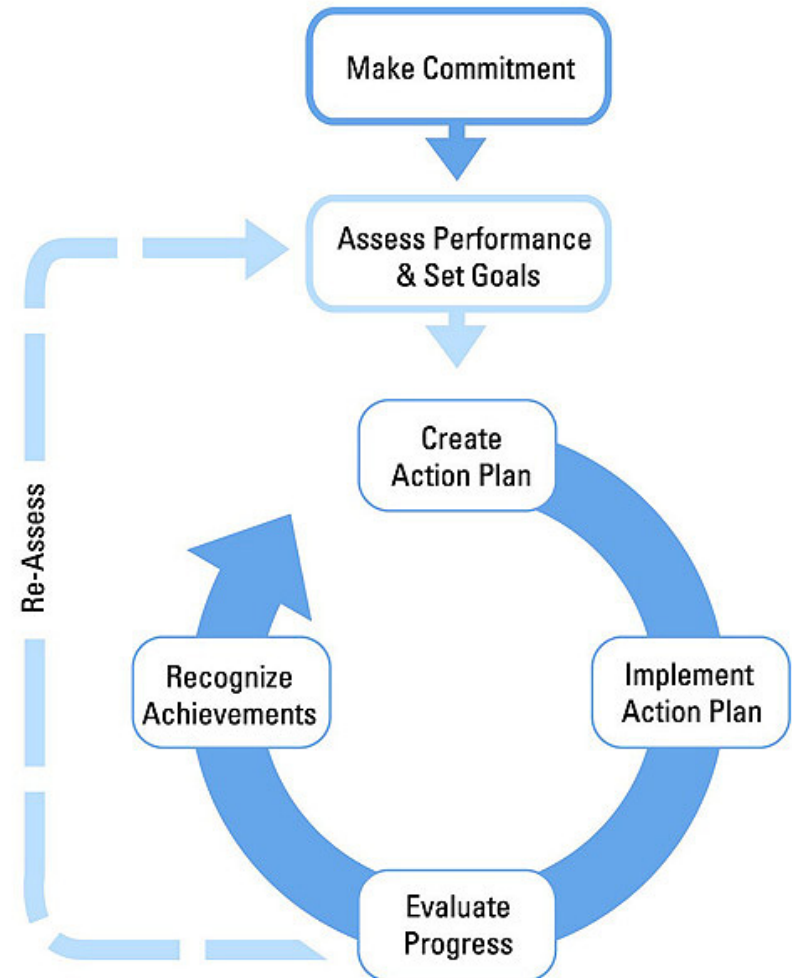 Make Commitment
Assess Performance
& Set Goals
Create
Action Plan
Re-Assess
Recognize
Achievements
Implement
Action Plan
Evaluate
Progress